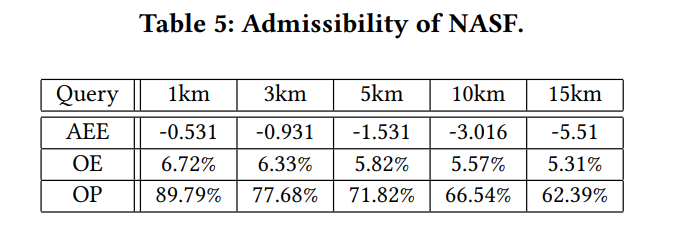 Table 5: Admissibility of NASF.
Query 1km 3km 5km 10km 15km
AEE -0.531 -0.931 -1.531 -3.016 -5.51
OE 6.72% 6.33% 5.82% 5.57% 5.31%
OP 89.79% 77.68% 71.82% 66.54% 62.39%